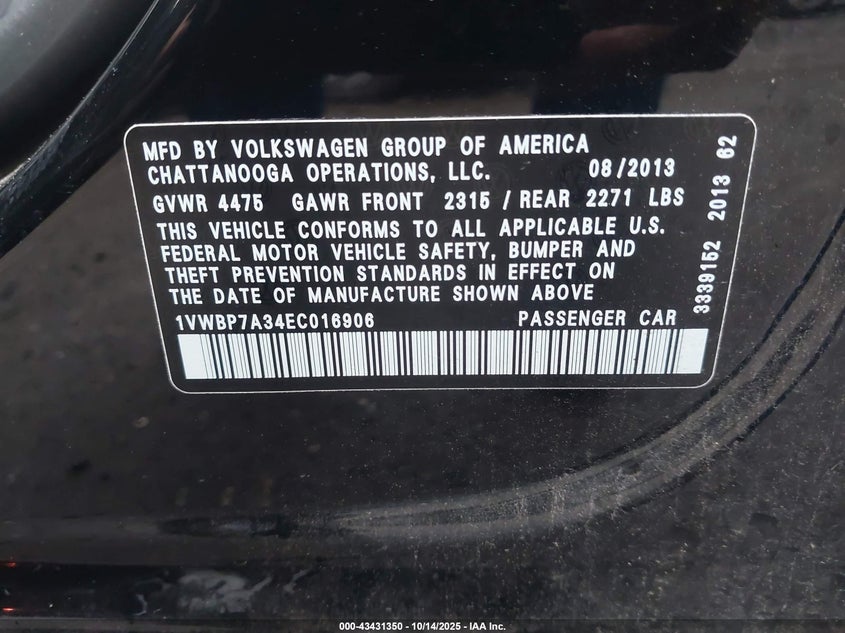 MFD BY VOLKSWAGEN GROUP OF AMERICA
CHATTANOOGA OPERATIONS, LLC. 08/2013
GVWR 4475 GAWR FRONT 2315 / REAR 2271 LBS
THIS VEHICLE CONFORMS TO ALL APPLICABLE U.S.
FEDERAL MOTOR VEHICLE SAFETY, BUMPER AND
THEFT PREVENTION STANDARDS IN EFFECT ON
THE DATE OF MANUFACTURE SHOWN ABOVE
1VWBP7A34EC016906 PASSENGER CAR
3339152 2013 62
000-43431350 - 10/14/2025 - IAA Inc.